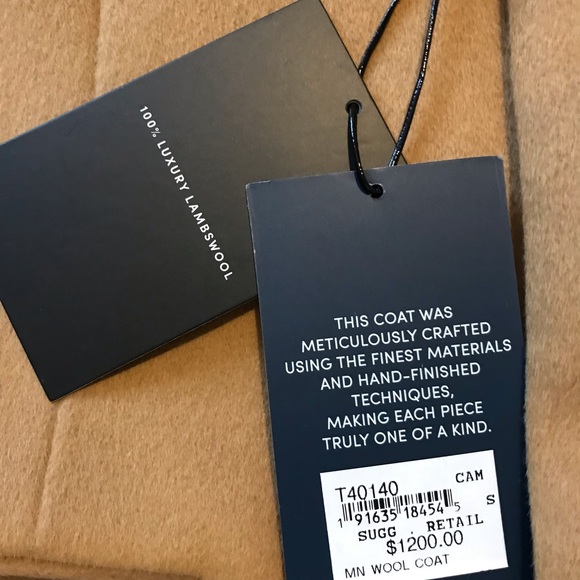 100% LUXURY LAMBSWOOL
THIS COAT WAS
METICULOUSLY CRAFTED
USING THE FINEST MATERIALS
AND HAND-FINISHED
TECHNIQUES,
MAKING EACH PIECE
TRULY ONE OF A KIND.
T40140 CAM
1 91635 18454 5 S
SUGG. RETAIL
$1200.00
1MN WOOL COAT